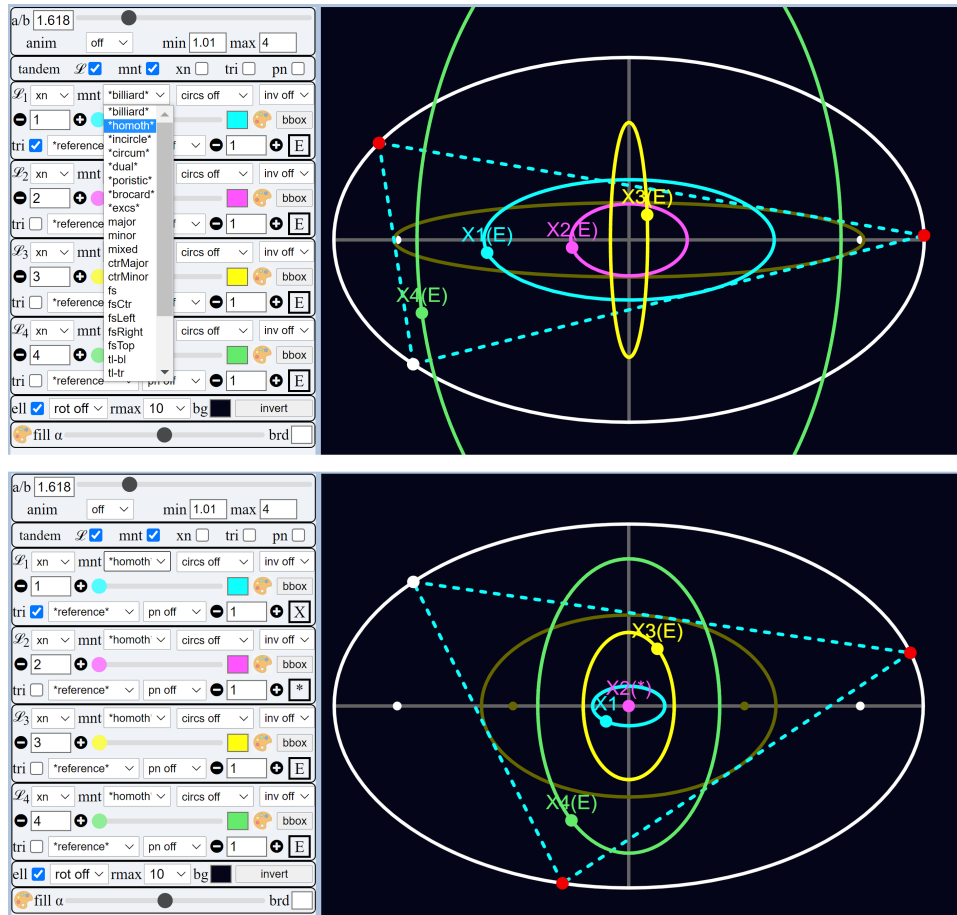 a/b 1.618
anim off min 1.01 max 4
tandem ℒ mnt xn tri pn
ℒ1 xn mnt *billiard* circs off inv off
1 bbox
tri *reference 1 E
ℒ2 xn mnt circs off inv off
2 bbox
tri *reference 1 E
ℒ3 xn mnt circs off inv off
3 bbox
tri *reference 1 E
ℒ4 xn mnt circs off inv off
4 bbox
tri *reference* pn off 1 E
*billiard*
*homoth*
*incircle*
*circum*
*dual*
*poristic*
*brocard*
*excs*
major
minor
mixed
ctrMajor
ctrMinor
fs
fsCtr
fsLeft
fsRight
fsTop
tl-bl
tl-tr
ell rot off rmax 10 bg invert
fill α brd
X3(E)
X1(E)
X2(E)
X4(E)
a/b 1.618
anim off min 1.01 max 4
tandem ℒ mnt xn tri pn
ℒ1 xn mnt *homoth* circs off inv off
1 bbox
tri *reference* pn off 1 X
ℒ2 xn mnt *homoth* circs off inv off
2 bbox
tri *reference* pn off 1 *
ℒ3 xn mnt *homoth* circs off inv off
3 bbox
tri *reference* pn off 1 E
ℒ4 xn mnt *homoth* circs off inv off
4 bbox
tri *reference* pn off 1 E
ell rot off rmax 10 bg invert
fill α brd
X3(E)
X2(*)
X1
X4(E)